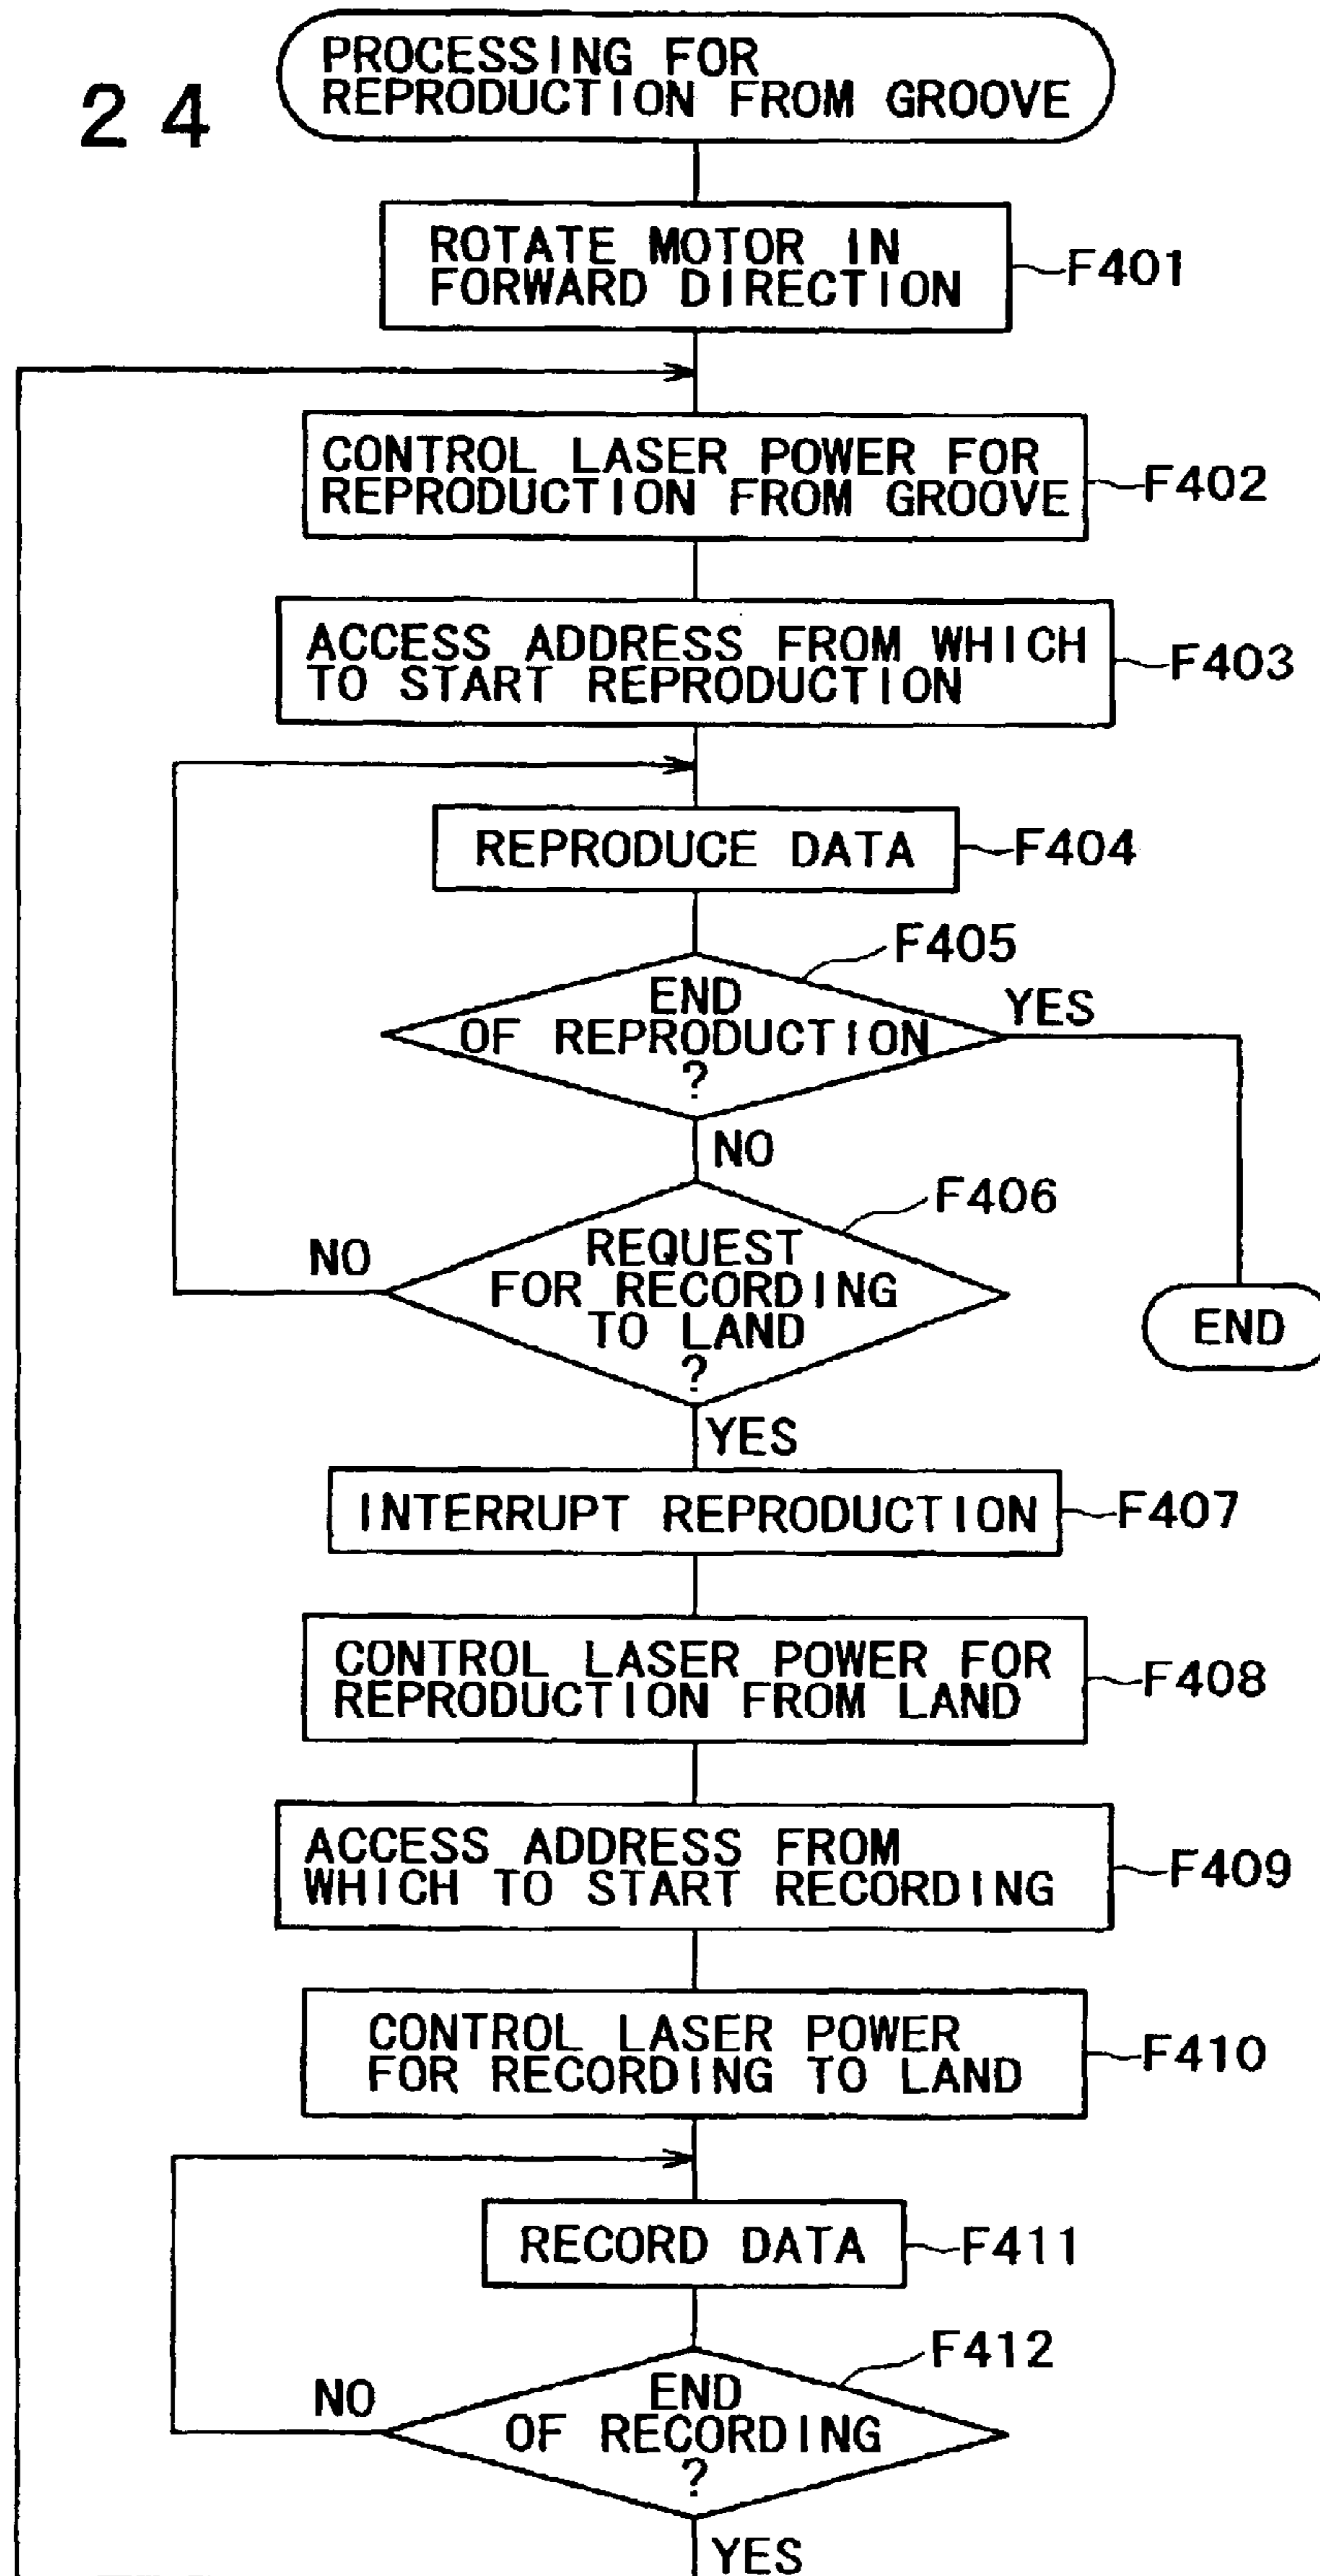 24
PROCESSING FOR
REPRODUCTION FROM GROOVE
ROTATE MOTOR IN
FORWARD DIRECTION
F401
CONTROL LASER POWER FOR
REPRODUCTION FROM GROOVE
F402
ACCESS ADDRESS FROM WHICH
TO START REPRODUCTION
F403
REPRODUCE DATA
F404
F405
END
OF REPRODUCTION
?
YES
NO
F406
REQUEST
FOR RECORDING
TO LAND
?
NO
END
YES
INTERRUPT REPRODUCTION
F407
CONTROL LASER POWER FOR
REPRODUCTION FROM LAND
F408
ACCESS ADDRESS FROM
WHICH TO START RECORDING
F409
CONTROL LASER POWER
FOR RECORDING TO LAND
F410
RECORD DATA
F411
F412
END
OF RECORDING
?
NO
YES